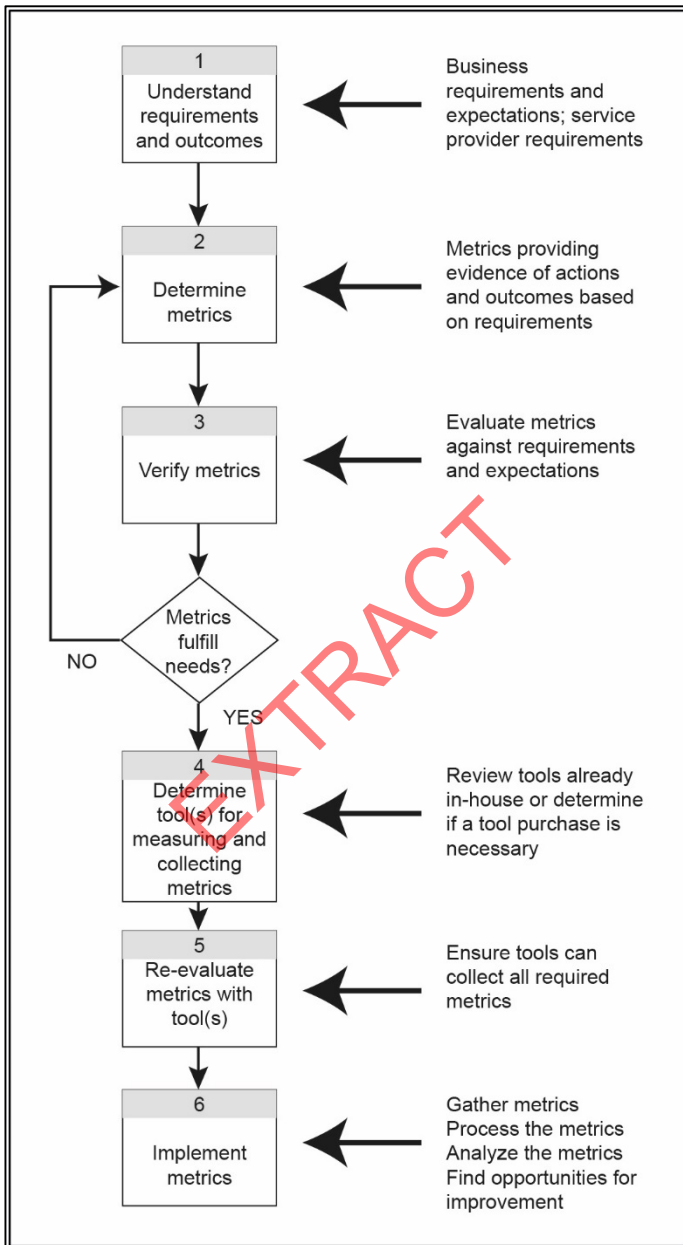 1
Understand
requirements
and outcomes
Business
requirements and
expectations; service
provider requirements
2
Determine
metrics
Metrics providing
evidence of actions
and outcomes based
on requirements
3
Verify metrics
Evaluate metrics
against requirements
and expectations
Metrics
fulfill
needs?
NO
YES
4
Determine
tool(s) for
measuring and
collecting
metrics
Review tools already
in-house or determine
if a tool purchase is
necessary
5
Re-evaluate
metrics with
tool(s)
Ensure tools can
collect all required
metrics
6
Implement
metrics
Gather metrics
Process the metrics
Analyze the metrics
Find opportunities for
improvement
EXTRACT